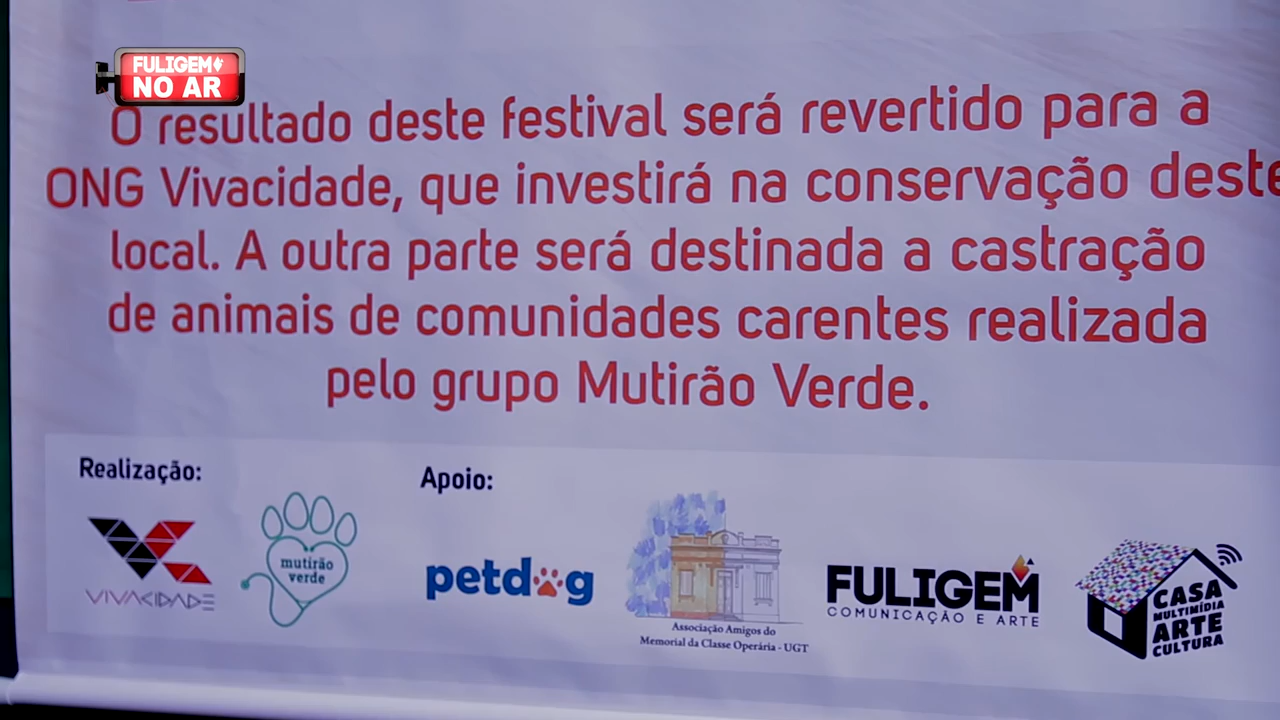 FULIGEM
NO AR
O resultado deste festival será revertido para a
ONG Vivacidade, que investirá na conservação deste
local. A outra parte será destinada a castração
de animais de comunidades carentes realizada
pelo grupo Mutirão Verde.
Realização:
VIVACIDADE
mutirão
verde
Apoio:
petdog
Associação Amigos do
Memorial da Classe Operária - UGT
FULIGEM
COMUNICAÇÃO E ARTE
CASA
MULTIMÍDIA
ARTE
CULTURA